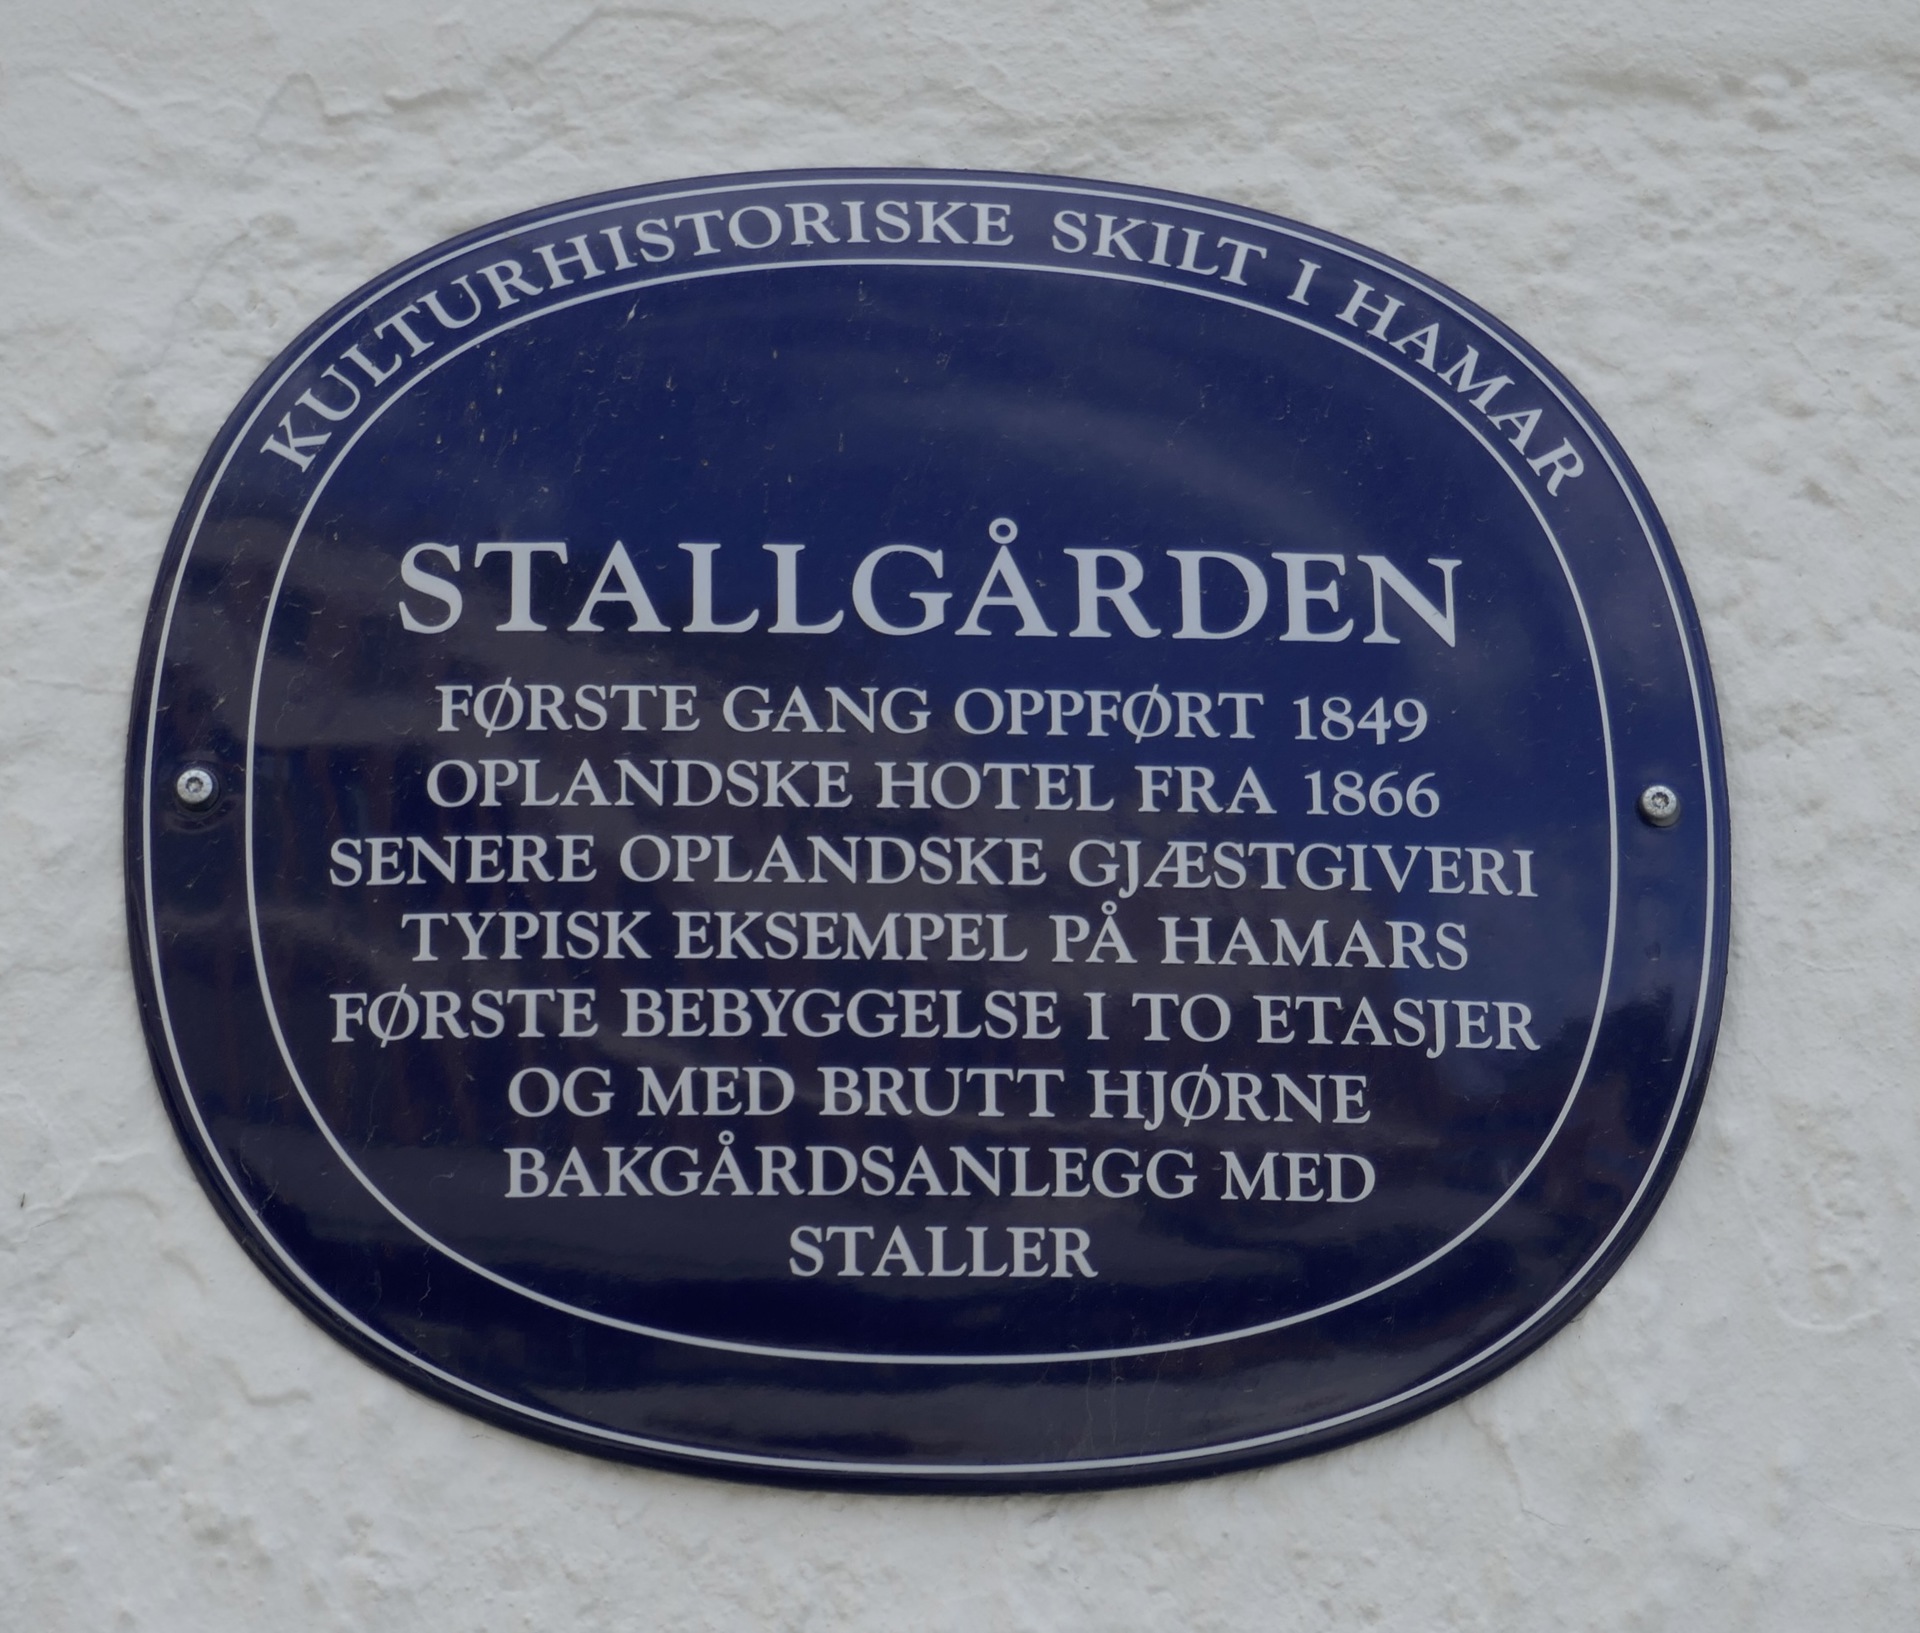 KULTURHISTORISKE SKILT I HAMAR
STALLGÅRDEN
FØRSTE GANG OPPFØRT 1849
OPLANDSKE HOTEL FRA 1866
SENERE OPLANDSKE GJÆSTGIVERI
TYPISK EKSEMPEL PÅ HAMARS
FØRSTE BEBYGGELSE I TO ETASJER
OG MED BRUTT HJØRNE
BAKGÅRDSANLEGG MED
STALLER